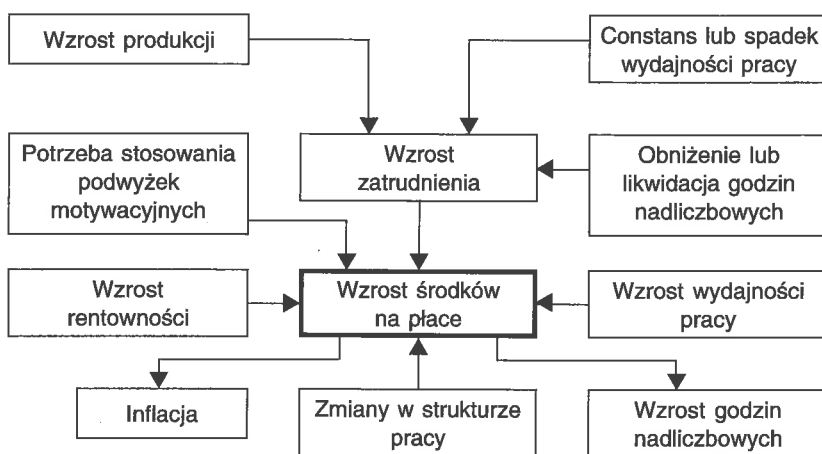 Wzrost produkcji
Constans lub spadek
wydajności pracy
Potrzeba stosowania
podwyżek
motywacyjnych
Wzrost
zatrudnienia
Obniżenie lub
likwidacja godzin
nadliczbowych
Wzrost
rentowności
Wzrost środków
na płace
Wzrost wydajności
pracy
Inflacja
Zmiany w strukturze
pracy
Wzrost godzin
nadliczbowych